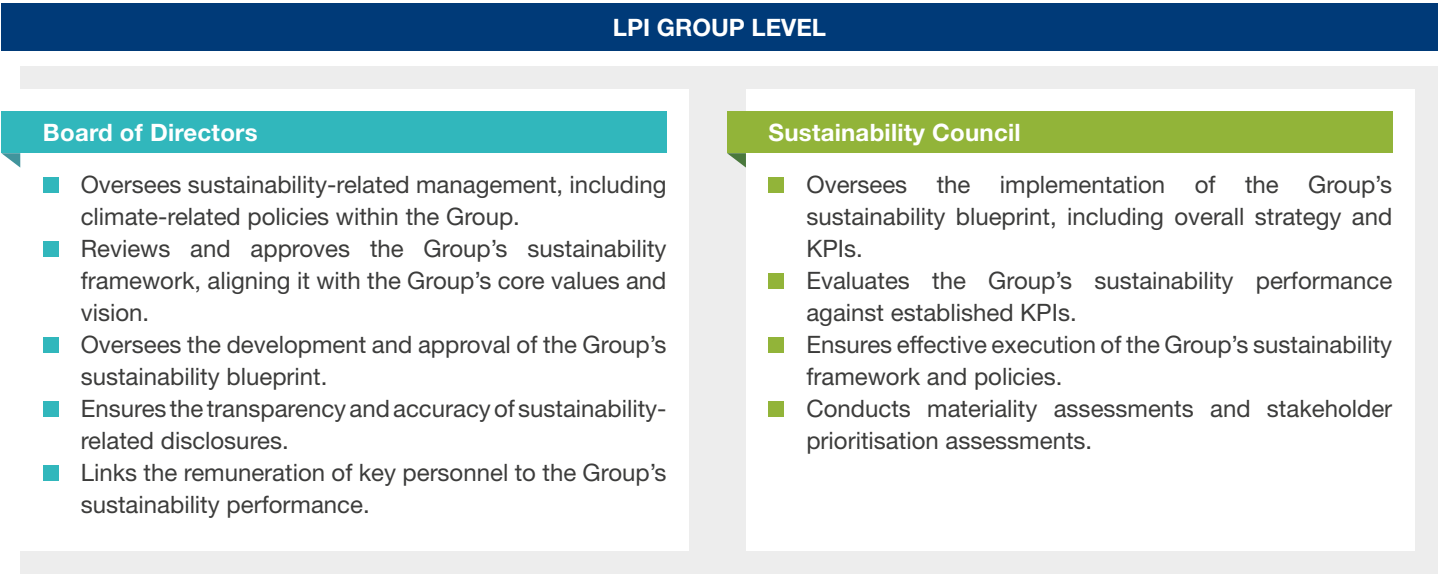 LPI GROUP LEVEL
Board of Directors
Oversees sustainability-related management, including
climate-related policies within the Group.
Reviews and approves the Group’s sustainability
framework, aligning it with the Group’s core values and
vision.
Oversees the development and approval of the Group’s
sustainability blueprint.
Ensures the transparency and accuracy of sustainability-
related disclosures.
Links the remuneration of key personnel to the Group’s
sustainability performance.
Sustainability Council
Oversees the implementation of the Group’s
sustainability blueprint, including overall strategy and
KPIs.
Evaluates the Group’s sustainability performance
against established KPIs.
Ensures effective execution of the Group’s sustainability
framework and policies.
Conducts materiality assessments and stakeholder
prioritisation assessments.